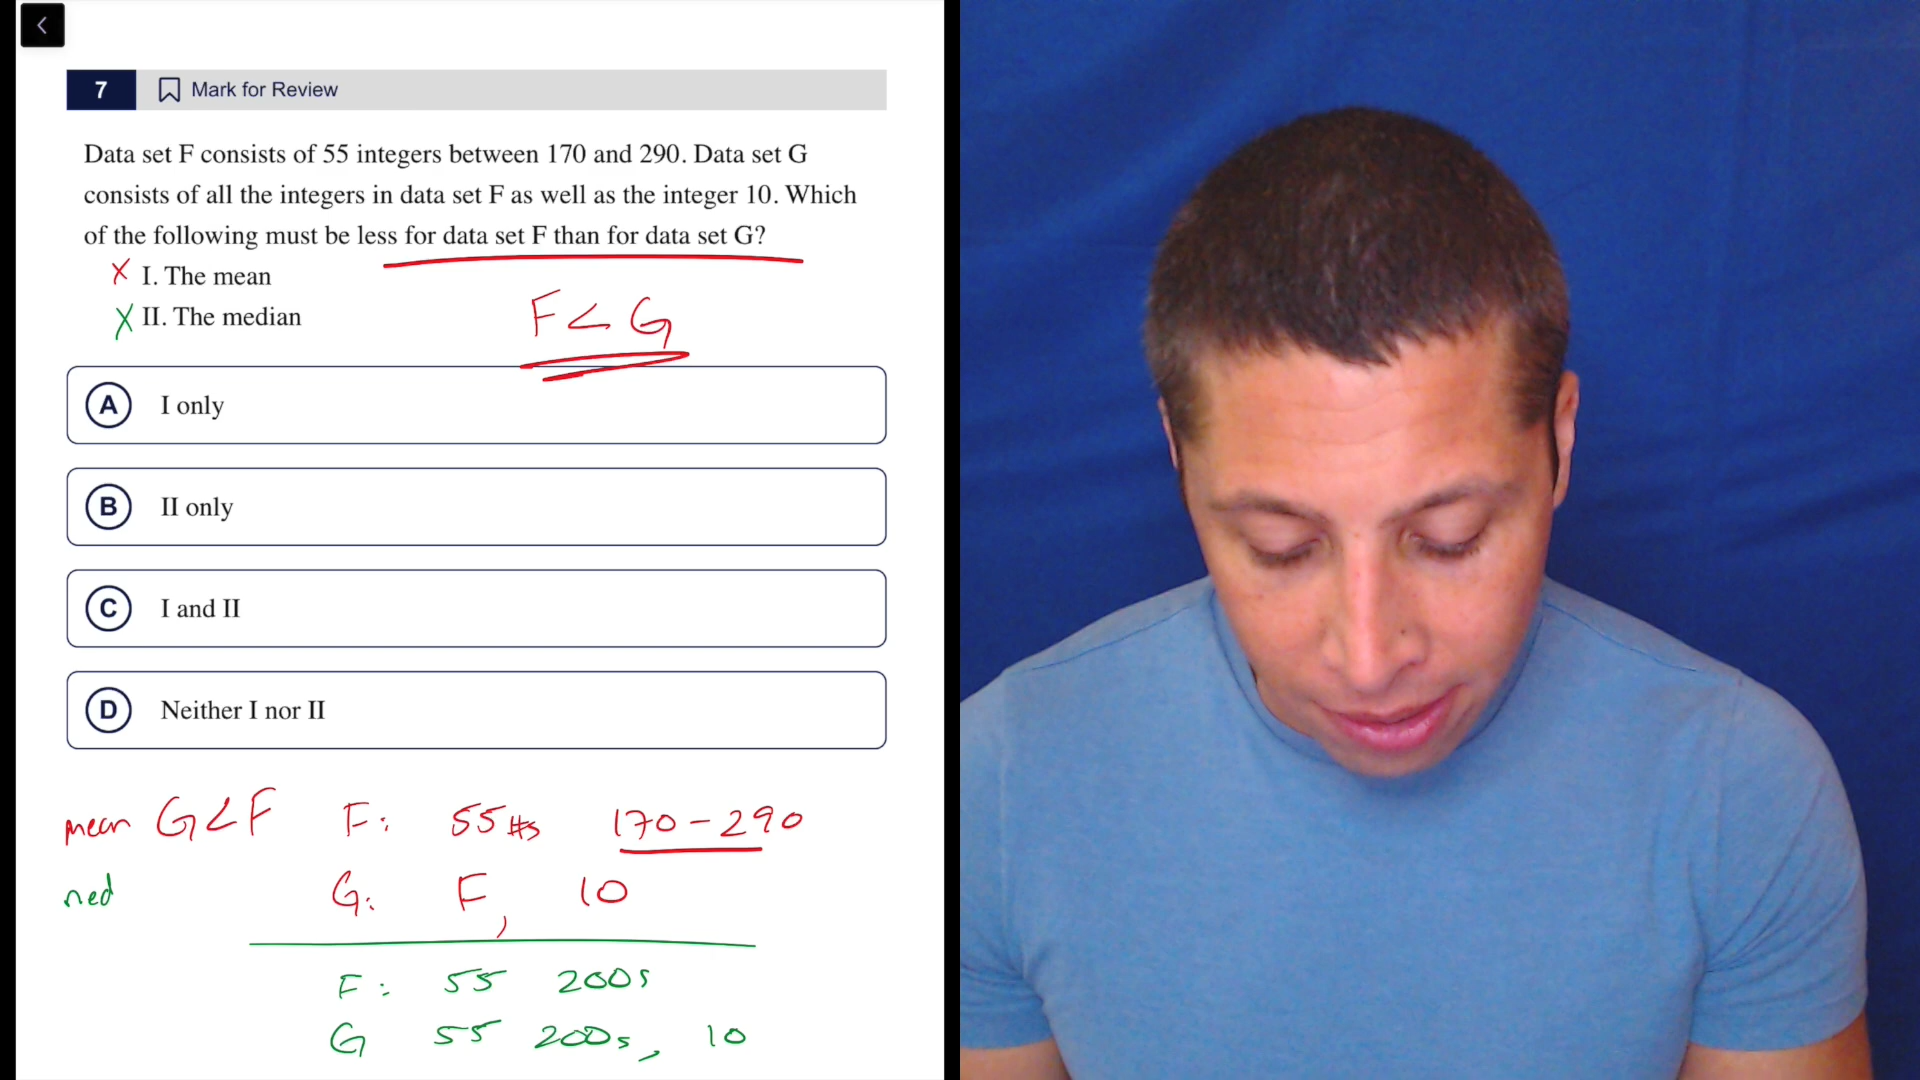 7 Mark for Review
Data set F consists of 55 integers between 170 and 290. Data set G
consists of all the integers in data set F as well as the integer 10. Which
of the following must be less for data set F than for data set G?
X I. The mean
X II. The median
F < G
A I only
B II only
C I and II
D Neither I nor II
mean G < F F: 55 #s 170 - 290
med G: F, 10
F: 55 200s
G 55 200s, 10